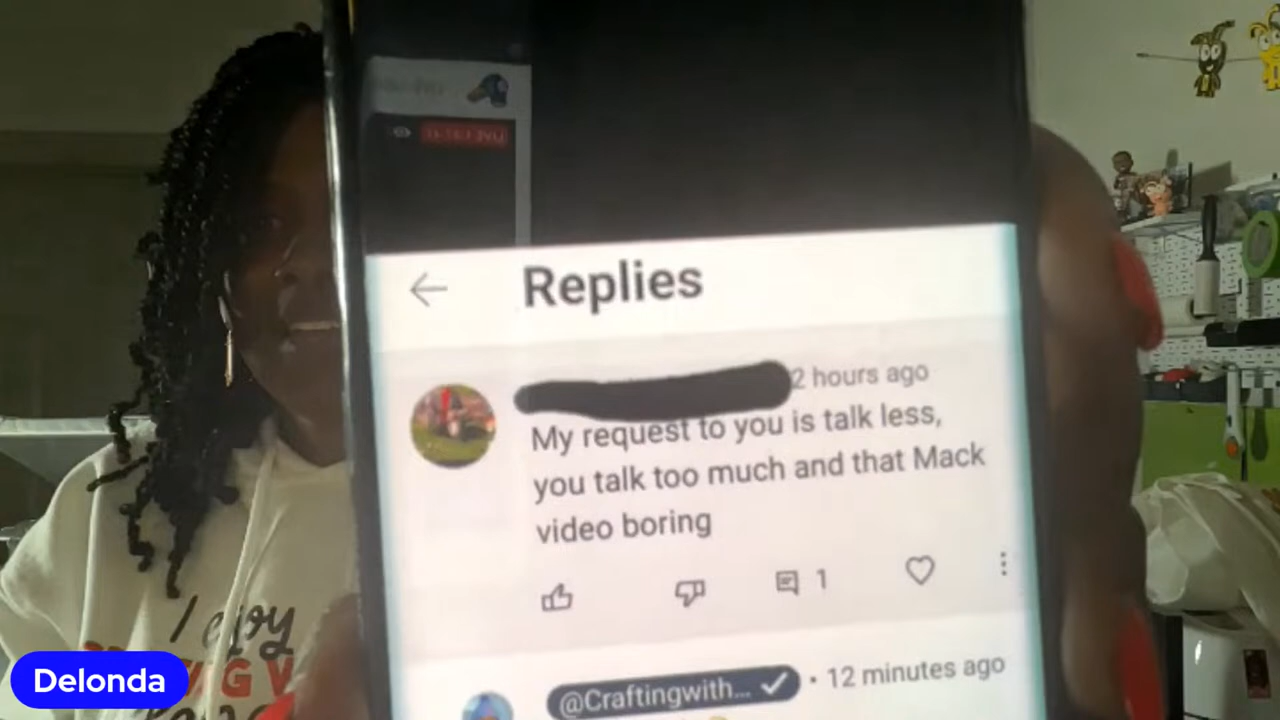 Replies
2 hours ago
My request to you is talk less,
you talk too much and that Mack
video boring
1
@Craftingwith... • 12 minutes ago
I
Delonda